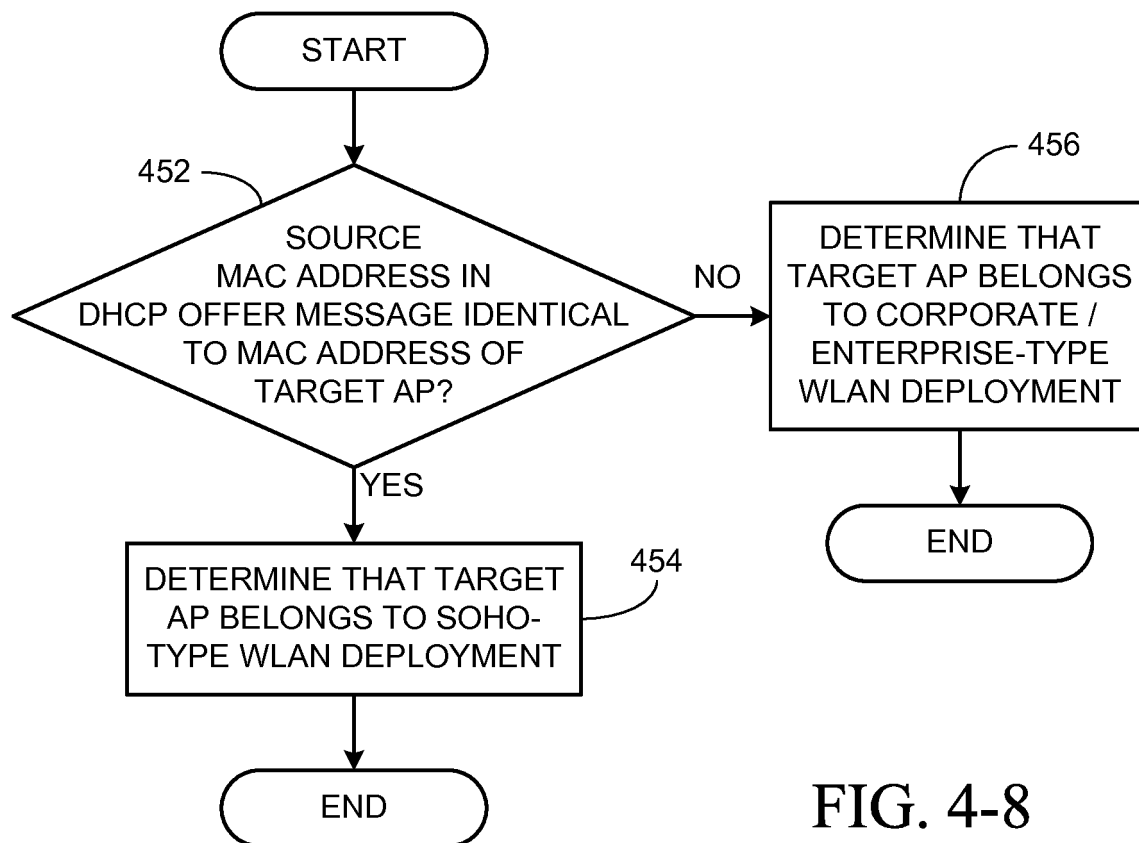 START
452
SOURCE
MAC ADDRESS IN
DHCP OFFER MESSAGE IDENTICAL
TO MAC ADDRESS OF
TARGET AP?
NO
456
DETERMINE THAT
TARGET AP BELONGS
TO CORPORATE /
ENTERPRISE-TYPE
WLAN DEPLOYMENT
END
YES
454
DETERMINE THAT TARGET
AP BELONGS TO SOHO-
TYPE WLAN DEPLOYMENT
END
FIG. 4-8